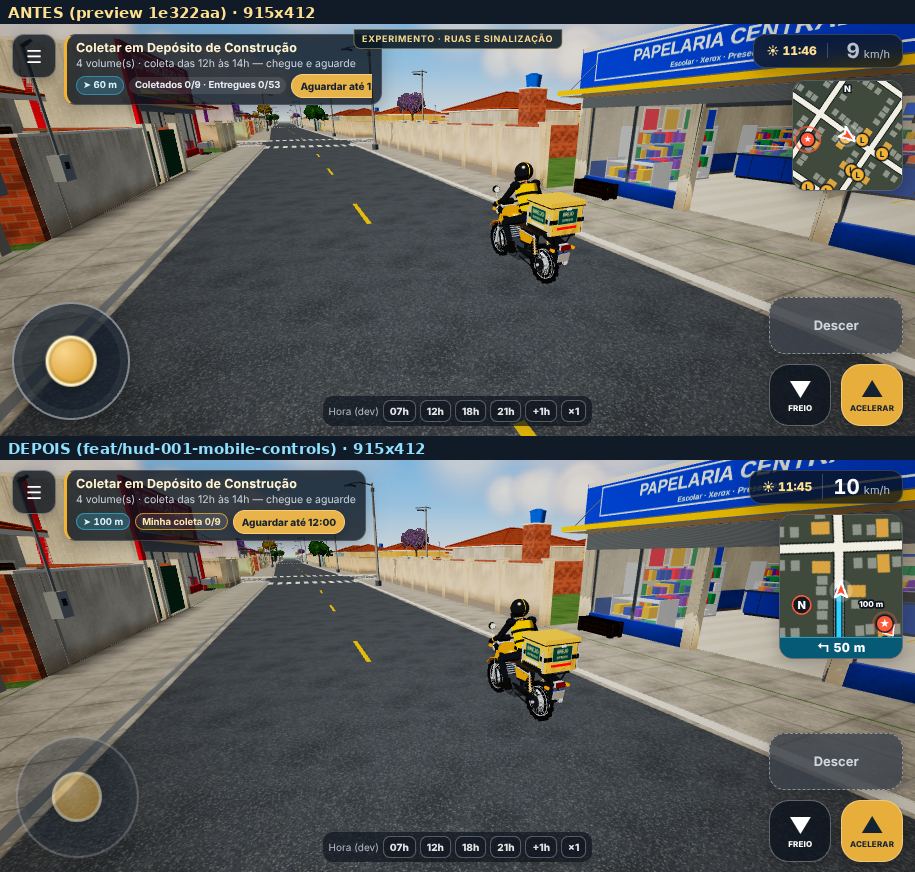 ANTES (preview 1e322aa) · 915x412
EXPERIMENTO · RUAS E SINALIZAÇÃO
Coletar em Depósito de Construção
4 volume(s) · coleta das 12h às 14h — chegue e aguarde
60 m
Coletados 0/9 · Entregues 0/53
Aguardar até 1
PAPELARIA CENTRAL
Escolar · Xerox
11:46
9 km/h
N
L
L
L
L
L
L
BREJO
BREJO
Descer
FREIO
ACELERAR
Hora (dev) 07h 12h 18h 21h +1h ×1
DEPOIS (feat/hud-001-mobile-controls) · 915x412
Coletar em Depósito de Construção
4 volume(s) · coleta das 12h às 14h — chegue e aguarde
100 m
Minha coleta 0/9
Aguardar até 12:00
PAPELARIA
Escolar · Xerox
11:45
10 km/h
N
100 m
50 m
BREJO
BREJO
Descer
FREIO
ACELERAR
Hora (dev) 07h 12h 18h 21h +1h ×1